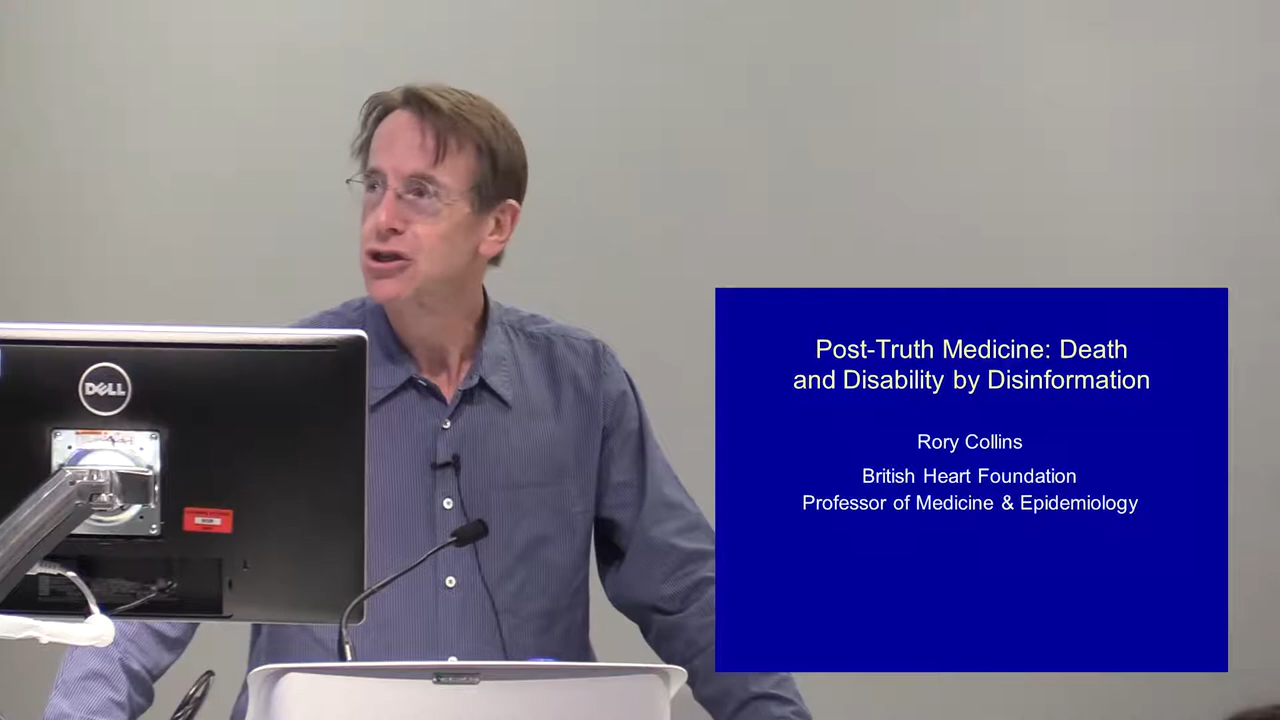 DELL
Post-Truth Medicine: Death
and Disability by Disinformation
Rory Collins
British Heart Foundation
Professor of Medicine & Epidemiology